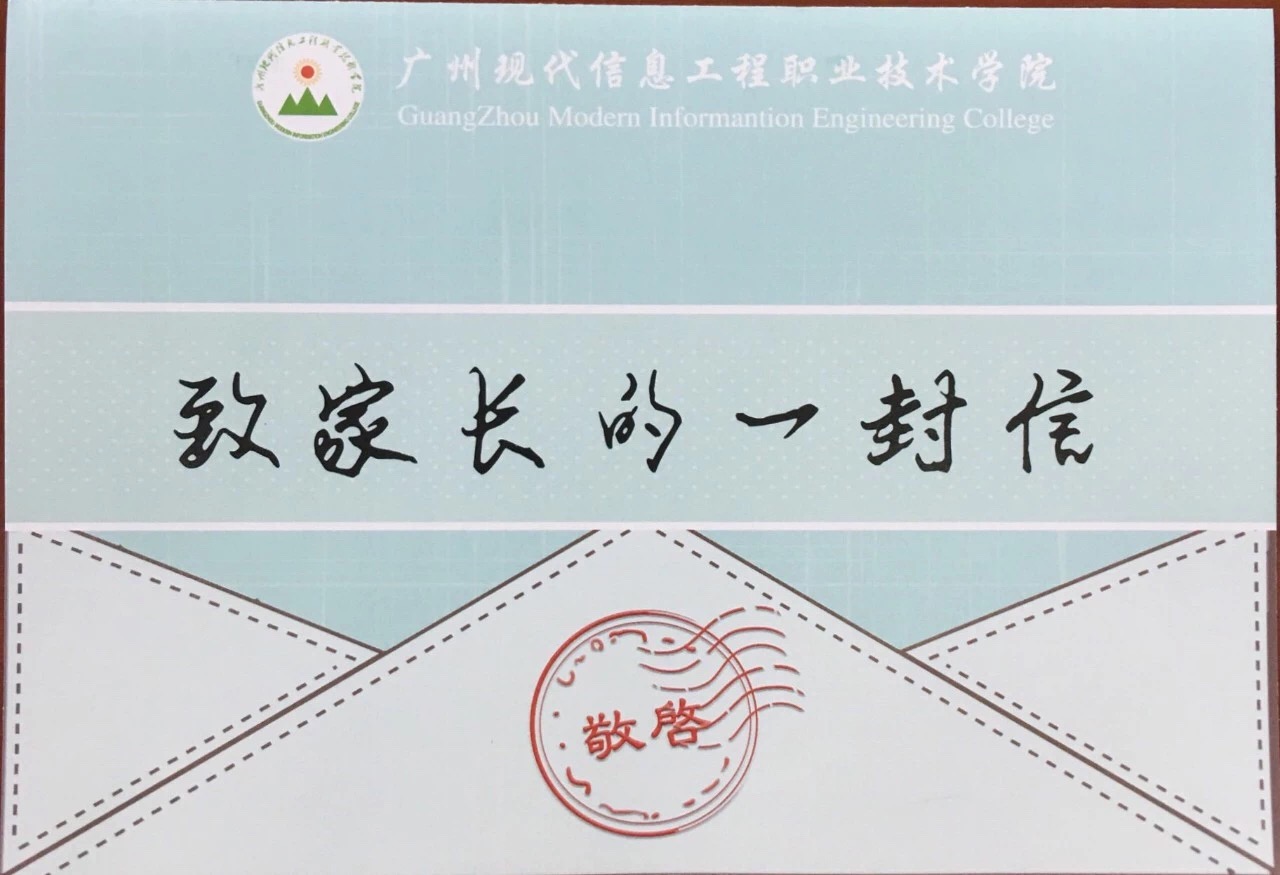 广州现代信息工程职业技术学院
GuangZhou Modern Informantion Engineering College
致家长的一封信
敬启